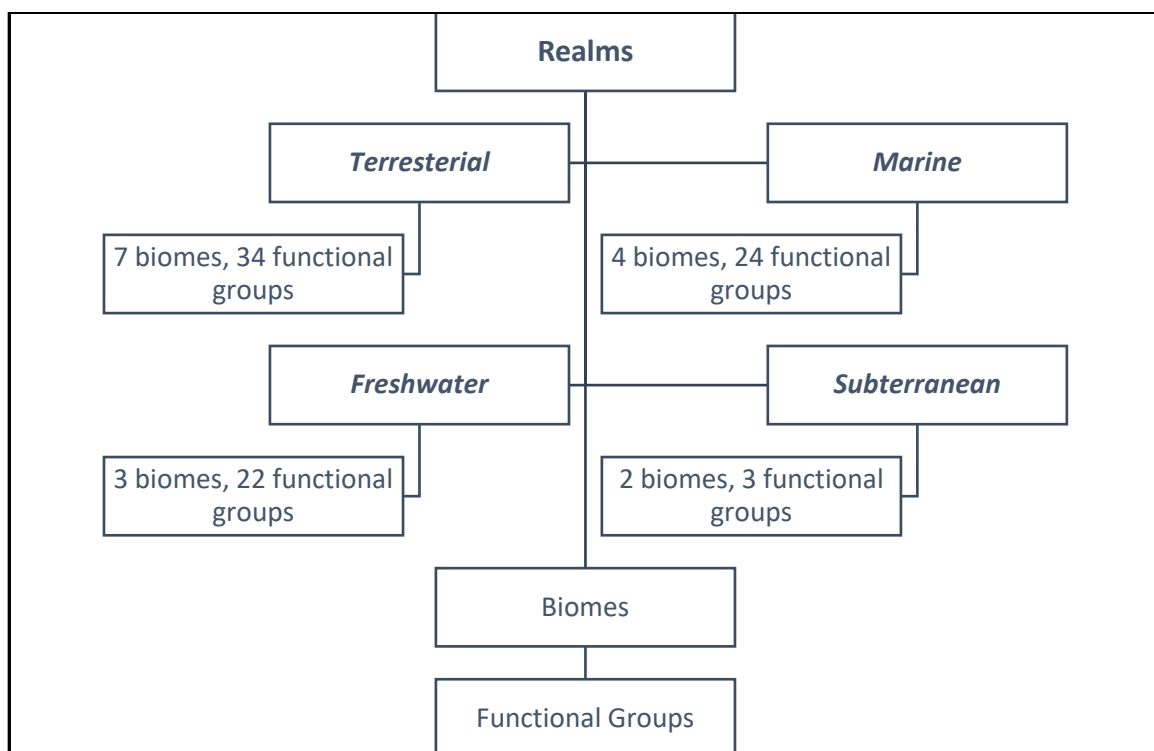 Realms
Terresterial
Marine
7 biomes, 34 functional
groups
4 biomes, 24 functional
groups
Freshwater
Subterranean
3 biomes, 22 functional
groups
2 biomes, 3 functional
groups
Biomes
Functional Groups